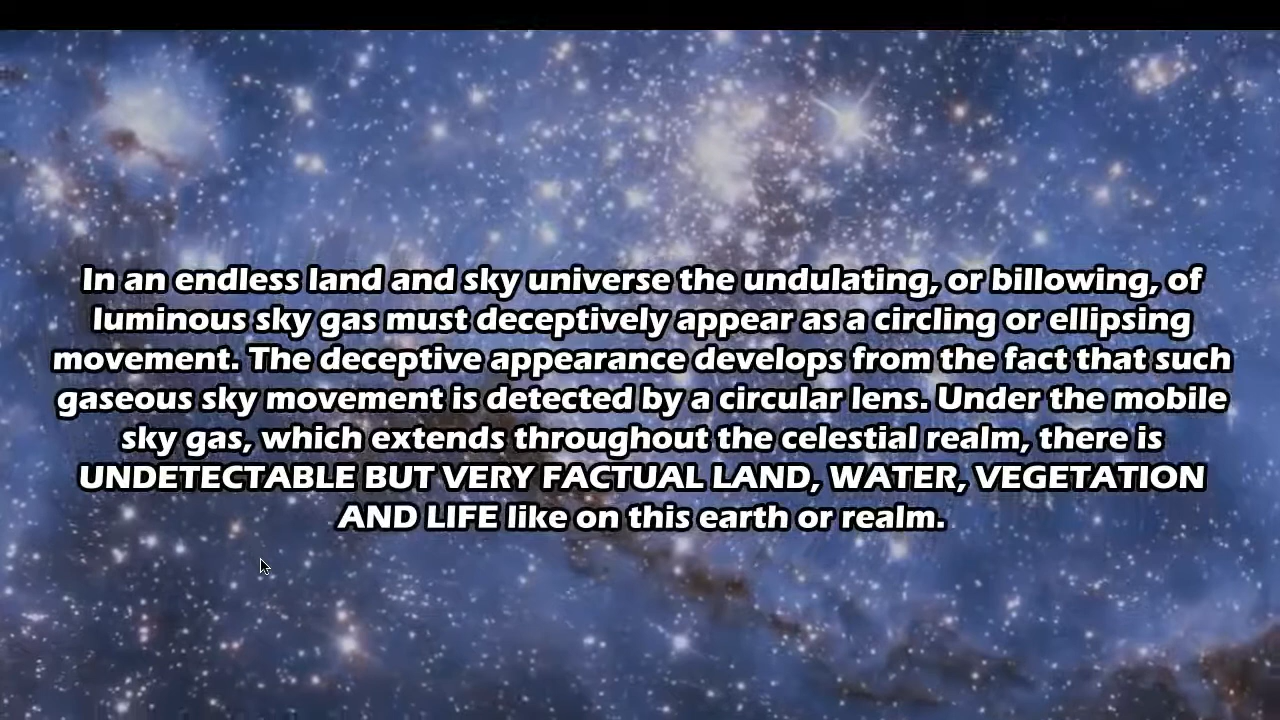 In an endless land and sky universe the undulating, or billowing, of
luminous sky gas must deceptively appear as a circling or ellipsing
movement. The deceptive appearance develops from the fact that such
gaseous sky movement is detected by a circular lens. Under the mobile
sky gas, which extends throughout the celestial realm, there is
UNDETECTABLE BUT VERY FACTUAL LAND, WATER, VEGETATION
AND LIFE like on this earth or realm.